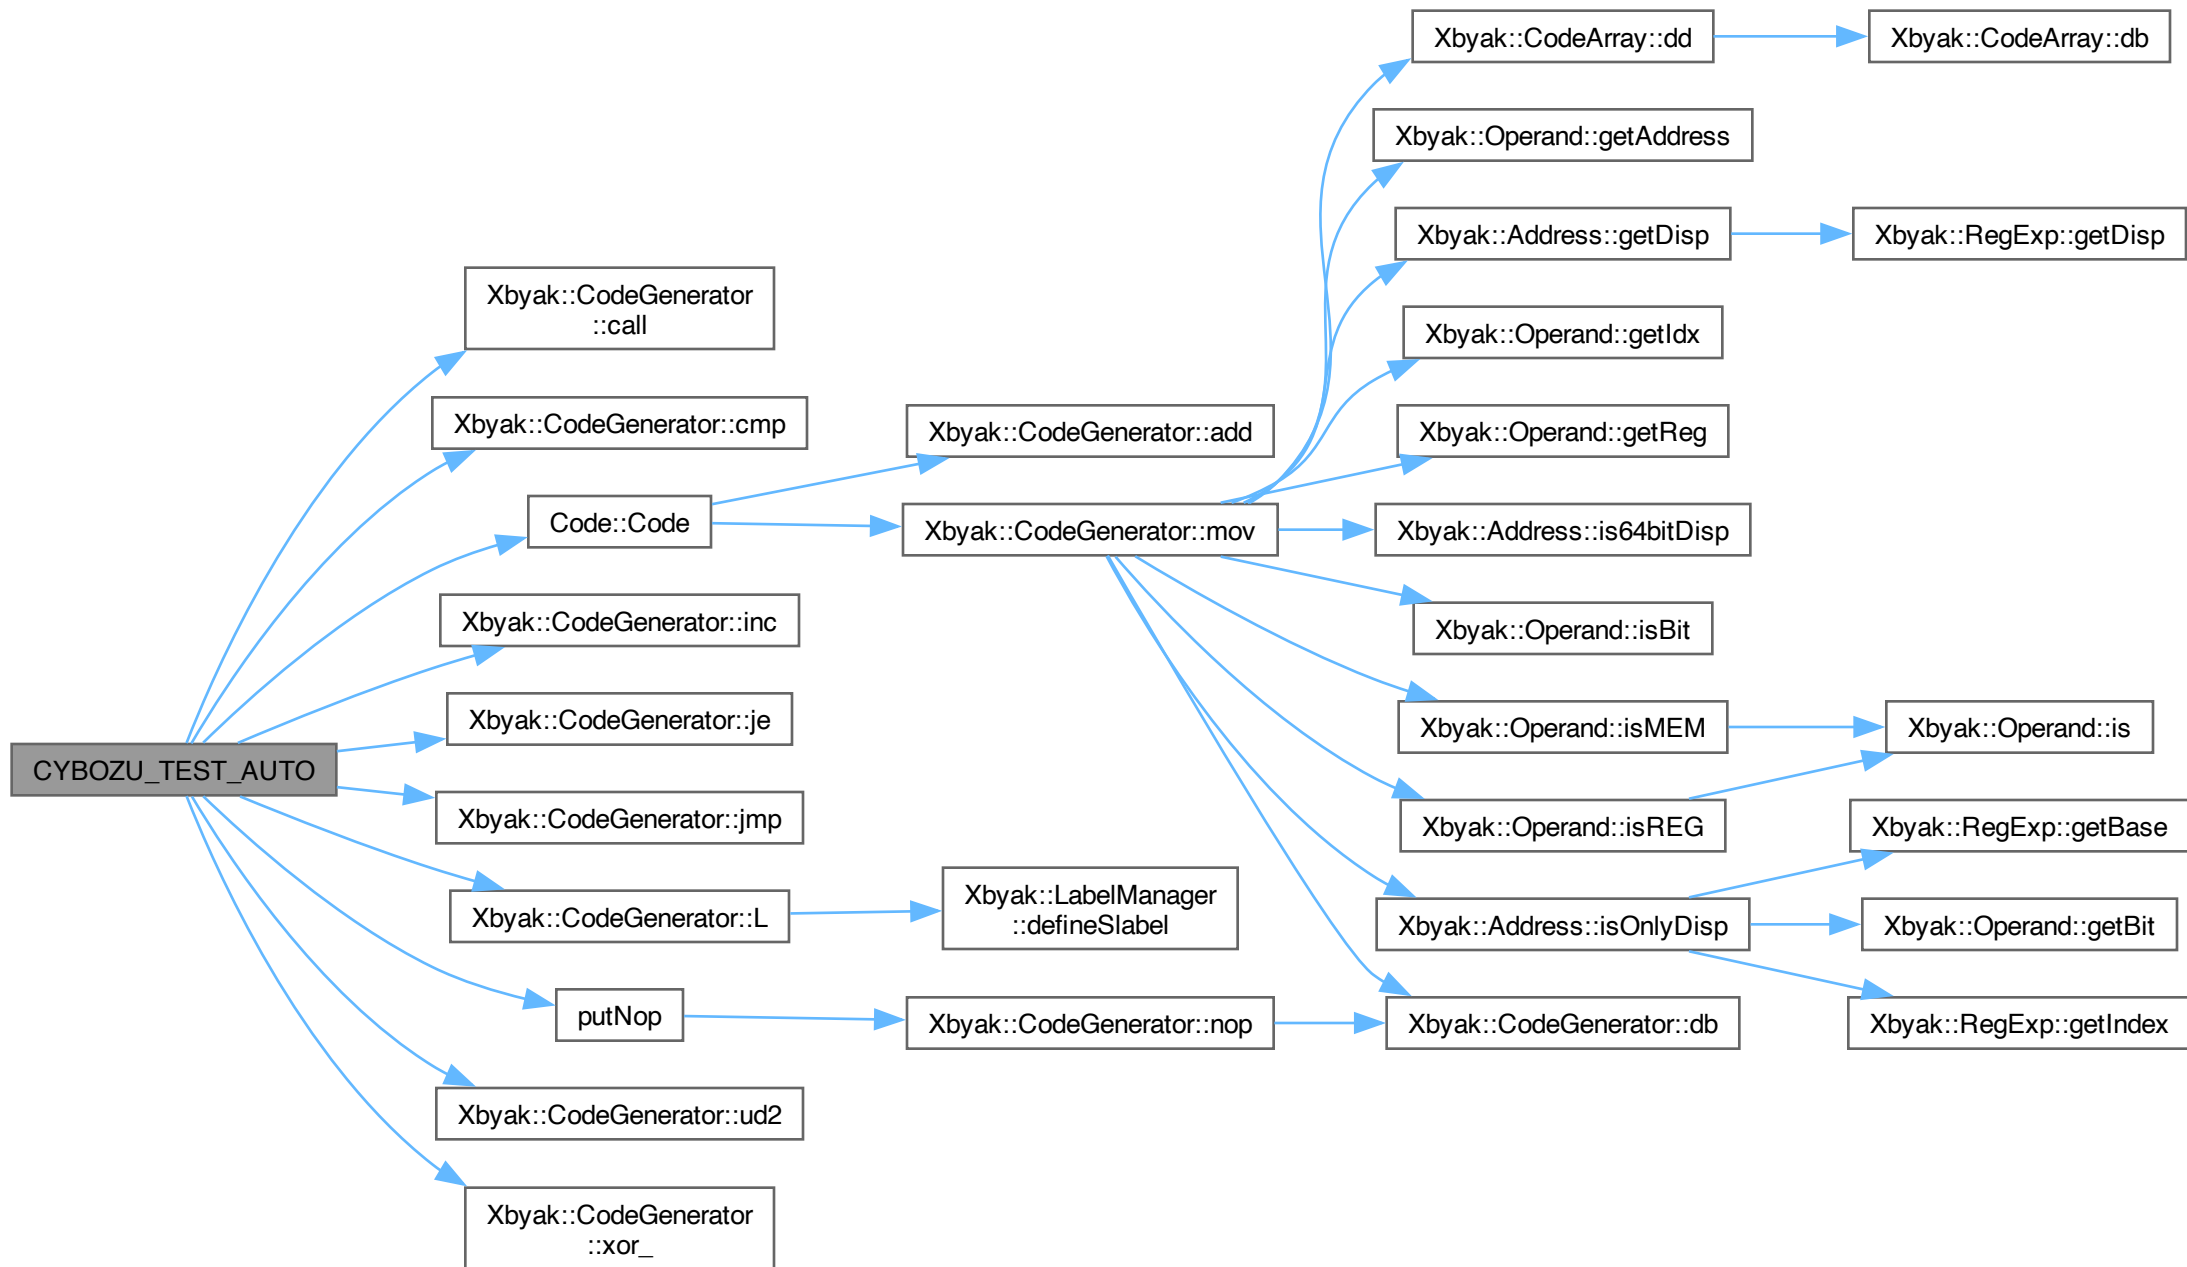 Xbyak::CodeArray::dd
Xbyak::CodeArray::db
Xbyak::Operand::getAddress
Xbyak::Address::getDisp
Xbyak::RegExp::getDisp
Xbyak::CodeGenerator
::call
Xbyak::Operand::getIdx
Xbyak::CodeGenerator::cmp
Xbyak::CodeGenerator::add
Xbyak::Operand::getReg
Code::Code
Xbyak::CodeGenerator::mov
Xbyak::Address::is64bitDisp
Xbyak::CodeGenerator::inc
Xbyak::Operand::isBit
Xbyak::CodeGenerator::je
Xbyak::Operand::isMEM
Xbyak::Operand::is
CYBOZU_TEST_AUTO
Xbyak::CodeGenerator::jmp
Xbyak::Operand::isREG
Xbyak::RegExp::getBase
Xbyak::CodeGenerator::L
Xbyak::LabelManager
::defineSlabel
Xbyak::Address::isOnlyDisp
Xbyak::Operand::getBit
putNop
Xbyak::CodeGenerator::nop
Xbyak::CodeGenerator::db
Xbyak::RegExp::getIndex
Xbyak::CodeGenerator::ud2
Xbyak::CodeGenerator
::xor_